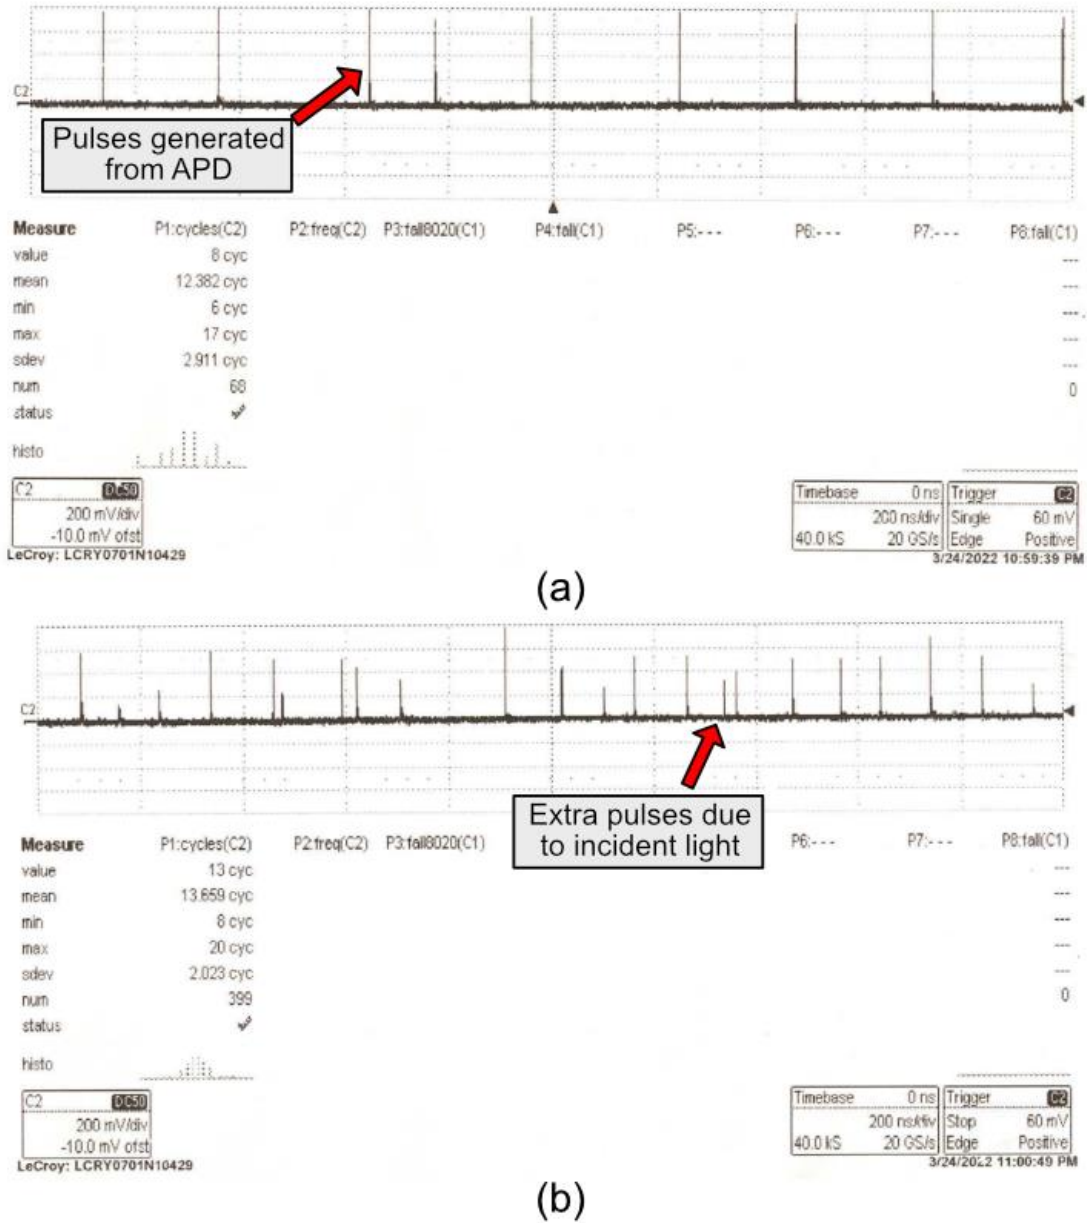 C2
Pulses generated
from APD
Measure P1:cycles(C2) P2:freq(C2) P3:fall8020(C1) P4:fall(C1) P5:--- P6:--- P7:--- P8:fall(C1)
value 8 cyc ---
mean 12.382 cyc ---
min 6 cyc ---
max 17 cyc ---
sdev 2.911 cyc ---
num 68 0
status
histo
C2 DC50
200 mV/div
-10.0 mV ofst
LeCroy: LCRY0701N10429
Timebase 0 ns
200 ns/div
40.0 kS 20 GS/s
Trigger C2
Single 60 mV
Edge Positive
3/24/2022 10:59:39 PM
(a)
C2
Extra pulses due
to incident light
Measure P1:cycles(C2) P2:freq(C2) P3:fall8020(C1) P6:--- P7:--- P8:fall(C1)
value 13 cyc ---
mean 13.659 cyc ---
min 8 cyc ---
max 20 cyc ---
sdev 2.023 cyc ---
num 399 0
status
histo
C2 DC50
200 mV/div
-10.0 mV ofst
LeCroy: LCRY0701N10429
Timebase 0 ns
200 ns/div
40.0 kS 20 GS/s
Trigger C2
Stop 60 mV
Edge Positive
3/24/2022 11:00:49 PM
(b)